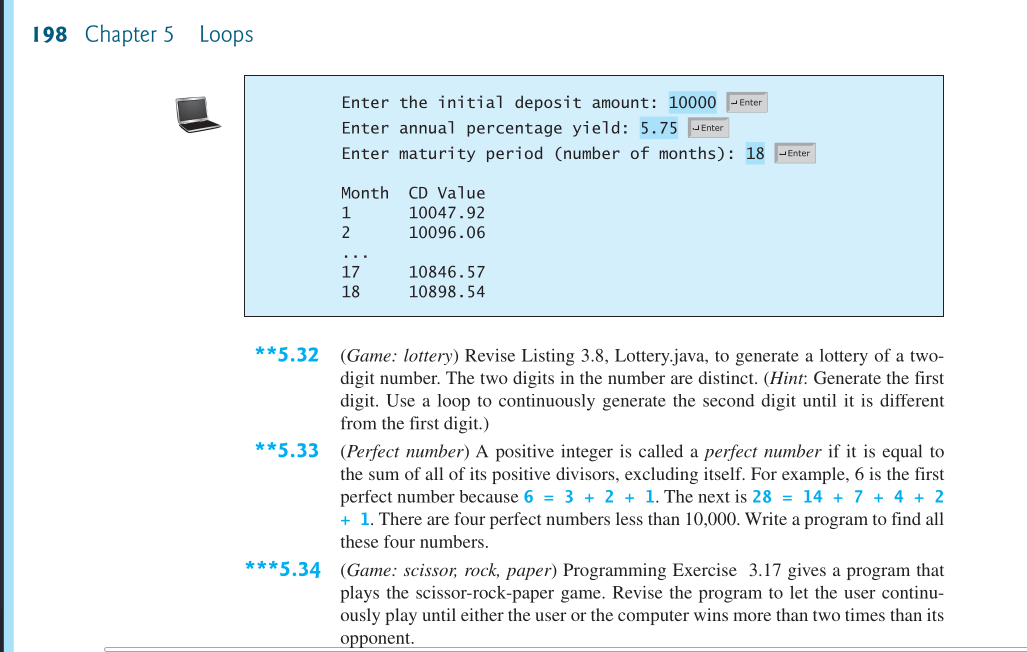 198 Chapter 5 Loops
Enter the initial deposit amount: 10000 ↵Enter
Enter annual percentage yield: 5.75 ↵Enter
Enter maturity period (number of months): 18 ↵Enter
Month CD Value
1 10047.92
2 10096.06
...
17 10846.57
18 10898.54
**5.32 (Game: lottery) Revise Listing 3.8, Lottery.java, to generate a lottery of a two-
digit number. The two digits in the number are distinct. (Hint: Generate the first
digit. Use a loop to continuously generate the second digit until it is different
from the first digit.)
**5.33 (Perfect number) A positive integer is called a perfect number if it is equal to
the sum of all of its positive divisors, excluding itself. For example, 6 is the first
perfect number because 6 = 3 + 2 + 1. The next is 28 = 14 + 7 + 4 + 2
+ 1. There are four perfect numbers less than 10,000. Write a program to find all
these four numbers.
***5.34 (Game: scissor, rock, paper) Programming Exercise 3.17 gives a program that
plays the scissor-rock-paper game. Revise the program to let the user continu-
ously play until either the user or the computer wins more than two times than its
opponent.